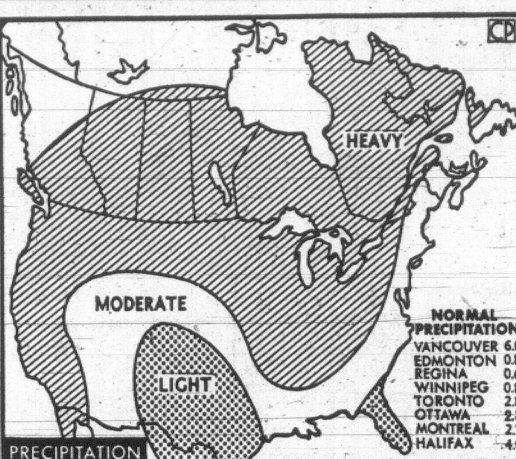 CP
HEAVY
MODERATE
LIGHT
NORMAL
PRECIPITATION
VANCOUVER
EDMONTON
REGINA
WINNIPEG
TORONTO
OTTAWA
MONTREAL
HALIFAX
PRECIPITATION